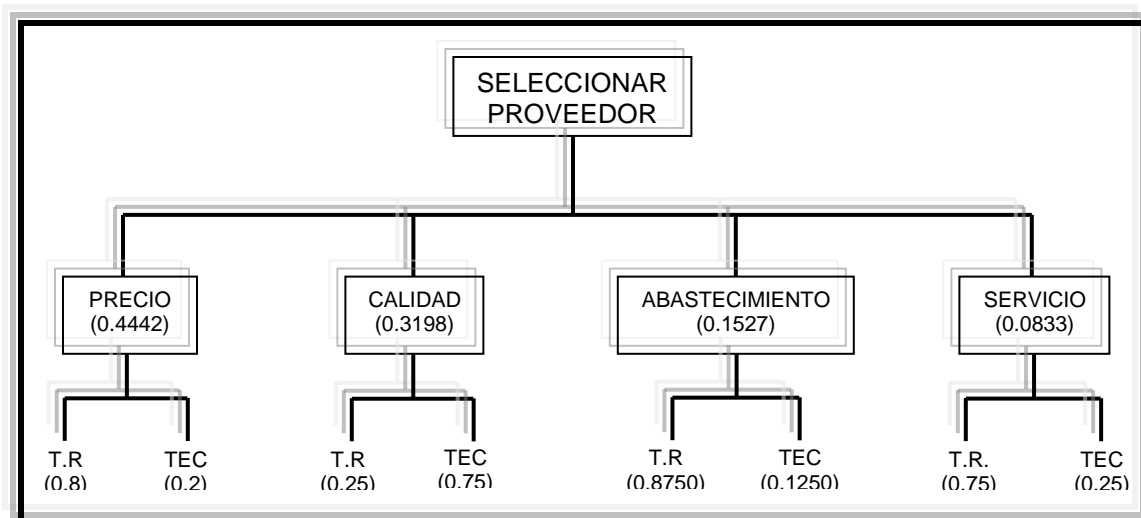 SELECCIONAR
PROVEEDOR
PRECIO
(0.4442)
CALIDAD
(0.3198)
ABASTECIMIENTO
(0.1527)
SERVICIO
(0.0833)
T.R
(0.8)
TEC
(0.2)
T.R
(0.25)
TEC
(0.75)
T.R
(0.8750)
TEC
(0.1250)
T.R.
(0.75)
TEC
(0.25)